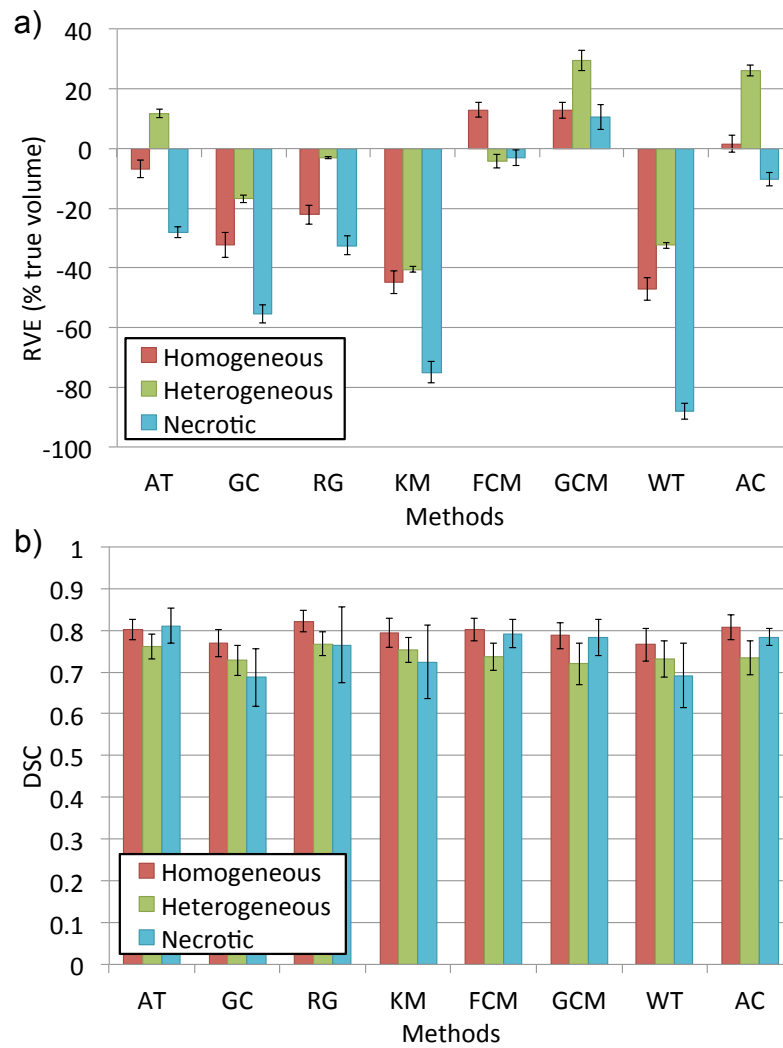 a)
40
20
0
-20
-40
-60
-80
-100
RVE (% true volume)
Homogeneous
Heterogeneous
Necrotic
AT GC RG KM FCM GCM WT AC
Methods
b)
1
0.9
0.8
0.7
0.6
0.5
0.4
0.3
0.2
0.1
0
DSC
Homogeneous
Heterogeneous
Necrotic
AT GC RG KM FCM GCM WT AC
Methods